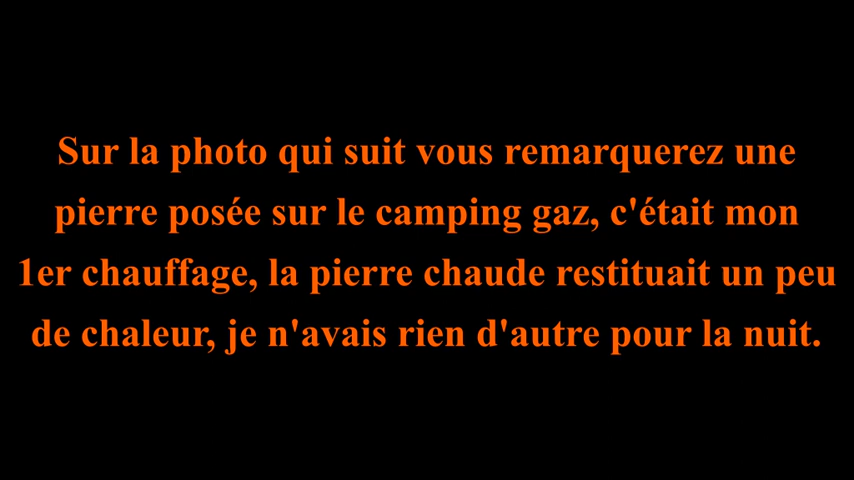 Sur la photo qui suit vous remarquerez une
pierre posée sur le camping gaz, c'était mon
1er chauffage, la pierre chaude restituait un peu
de chaleur, je n'avais rien d'autre pour la nuit.